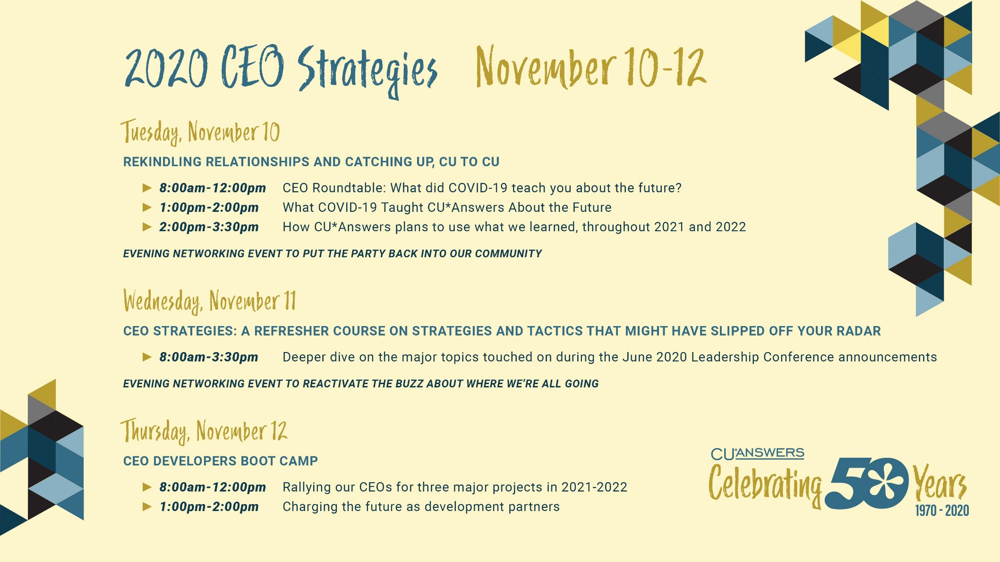 2020 CEO Strategies November 10-12
Tuesday, November 10
REKINDLING RELATIONSHIPS AND CATCHING UP, CU TO CU
8:00am-12:00pm CEO Roundtable: What did COVID-19 teach you about the future?
1:00pm-2:00pm What COVID-19 Taught CU*Answers About the Future
2:00pm-3:30pm How CU*Answers plans to use what we learned, throughout 2021 and 2022
EVENING NETWORKING EVENT TO PUT THE PARTY BACK INTO OUR COMMUNITY
Wednesday, November 11
CEO STRATEGIES: A REFRESHER COURSE ON STRATEGIES AND TACTICS THAT MIGHT HAVE SLIPPED OFF YOUR RADAR
8:00am-3:30pm Deeper dive on the major topics touched on during the June 2020 Leadership Conference announcements
EVENING NETWORKING EVENT TO REACTIVATE THE BUZZ ABOUT WHERE WE’RE ALL GOING
Thursday, November 12
CEO DEVELOPERS BOOT CAMP
8:00am-12:00pm Rallying our CEOs for three major projects in 2021-2022
1:00pm-2:00pm Charging the future as development partners
CU*ANSWERS
Celebrating 50 Years
1970 - 2020